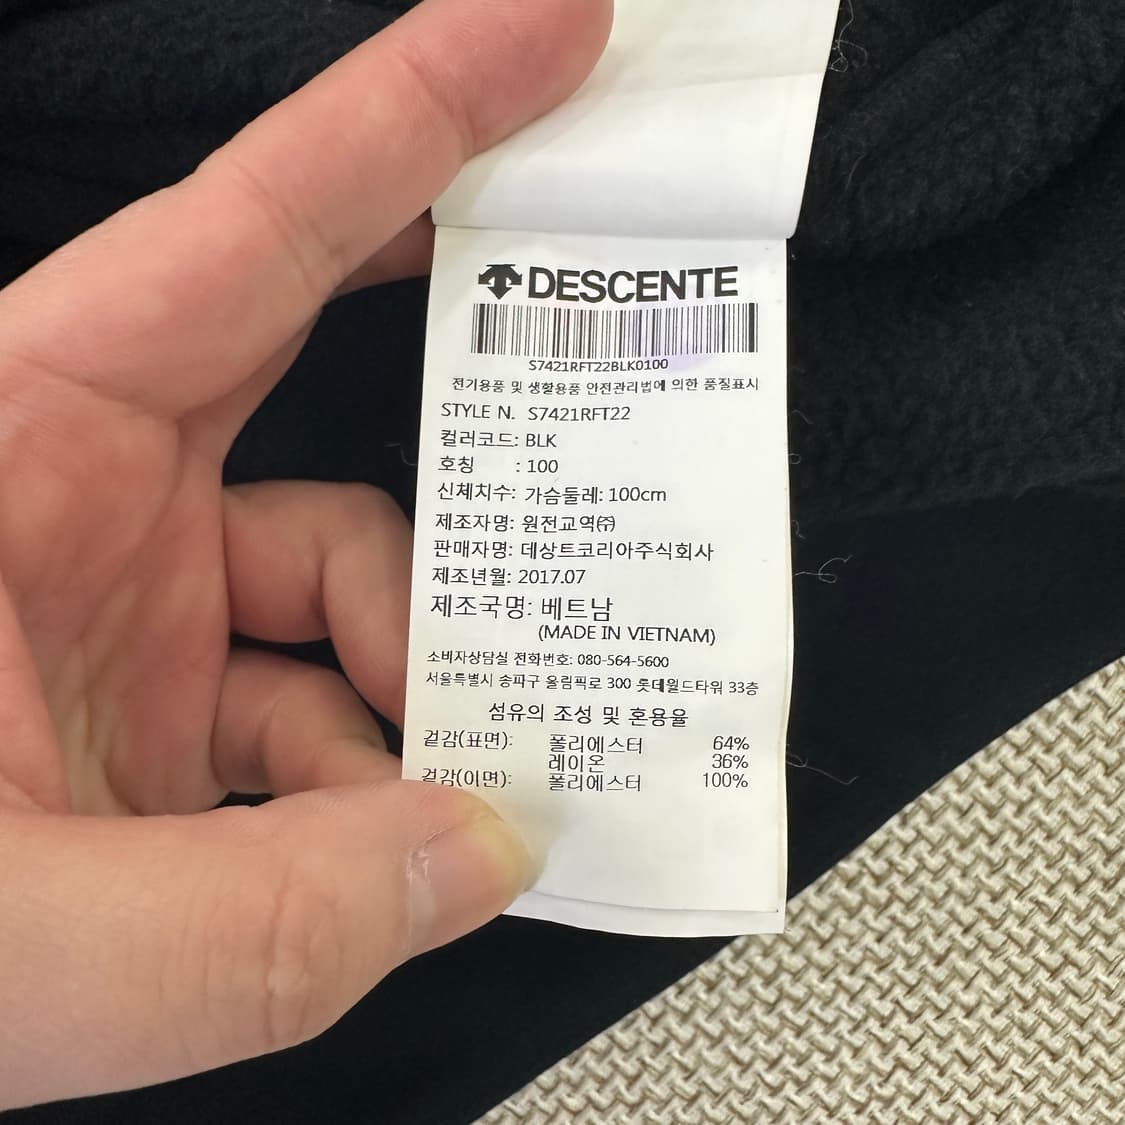 DESCENTE
S7421RFT22BLK0100
전기용품 및 생활용품 안전관리법에 의한 품질표시
STYLE N. S7421RFT22
컬러코드: BLK
호칭 : 100
신체치수: 가슴둘레: 100cm
제조자명: 원전교역㈜
판매자명: 데상트코리아주식회사
제조년월: 2017.07
제조국명: 베트남
(MADE IN VIETNAM)
소비자상담실 전화번호: 080-564-5600
서울특별시 송파구 올림픽로 300 롯데월드타워 33층
섬유의 조성 및 혼용율
겉감(표면): 폴리에스터 64%
레이온 36%
겉감(이면): 폴리에스터 100%